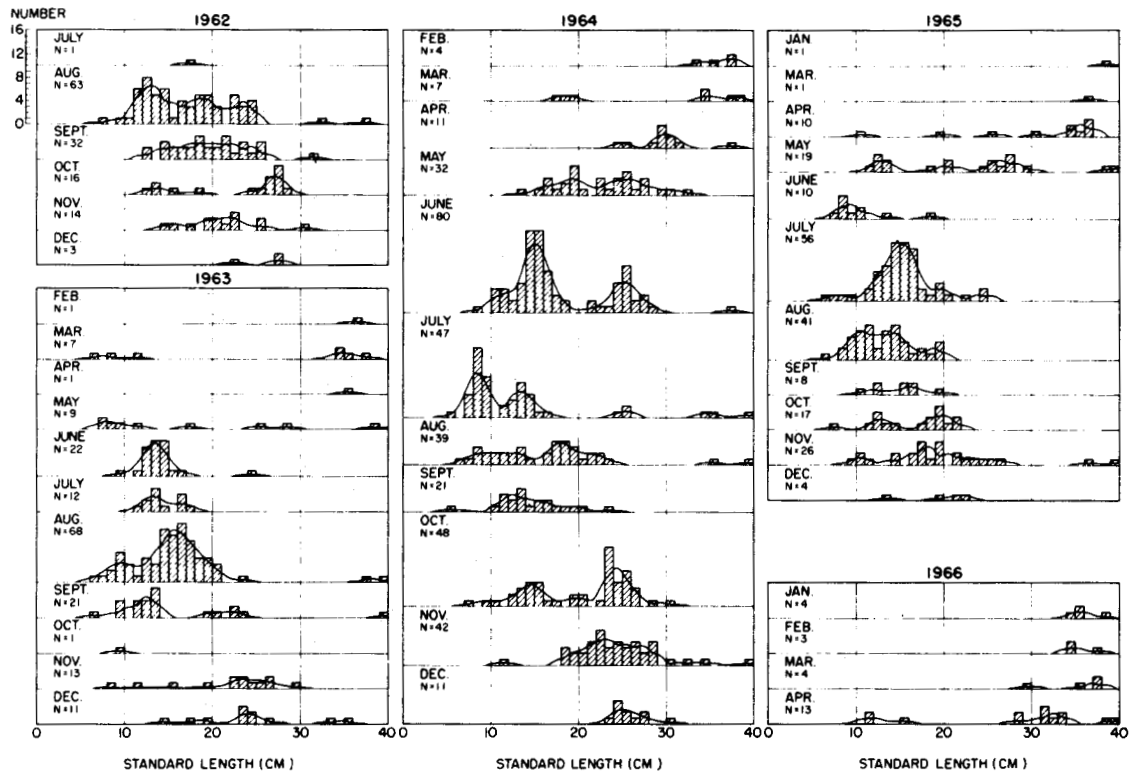 NUMBER
1962
16
12
8
4
0
JULY
N=1
AUG.
N=63
SEPT.
N=32
OCT.
N=16
NOV.
N=14
DEC.
N=3
1963
FEB.
N=1
MAR.
N=7
APR.
N=1
MAY
N=9
JUNE
N=22
JULY
N=12
AUG.
N=68
SEPT.
N=21
OCT.
N=1
NOV.
N=13
DEC.
N=11
0 10 20 30
STANDARD LENGTH (CM)
1964
FEB.
N=4
MAR.
N=7
APR.
N=11
MAY
N=32
JUNE
N=80
JULY
N=47
AUG.
N=39
SEPT.
N=21
OCT.
N=48
NOV.
N=42
DEC.
N=11
0 10 20 30 40
STANDARD LENGTH (CM)
1965
JAN.
N=1
MAR.
N=1
APR.
N=10
MAY
N=19
JUNE
N=10
JULY
N=56
AUG.
N=41
SEPT.
N=8
OCT.
N=17
NOV.
N=26
DEC.
N=4
1966
JAN.
N=4
FEB.
N=3
MAR.
N=4
APR.
N=13
0 10 20 30 40
STANDARD LENGTH (CM)